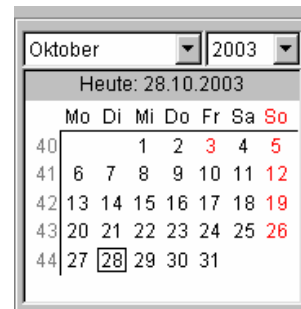 Oktober 2003
Heute: 28.10.2003
Mo Di Mi Do Fr Sa So
40 1 2 3 4 5
41 6 7 8 9 10 11 12
42 13 14 15 16 17 18 19
43 20 21 22 23 24 25 26
44 27 28 29 30 31